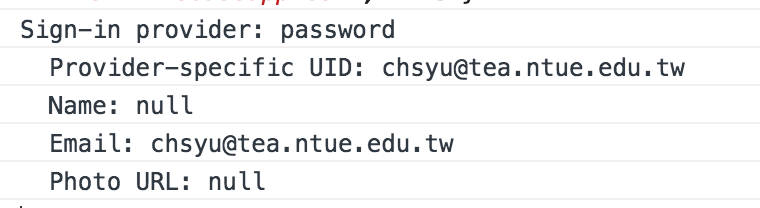 Sign-in provider: password
Provider-specific UID: chsyu@tea.ntue.edu.tw
Name: null
Email: chsyu@tea.ntue.edu.tw
Photo URL: null